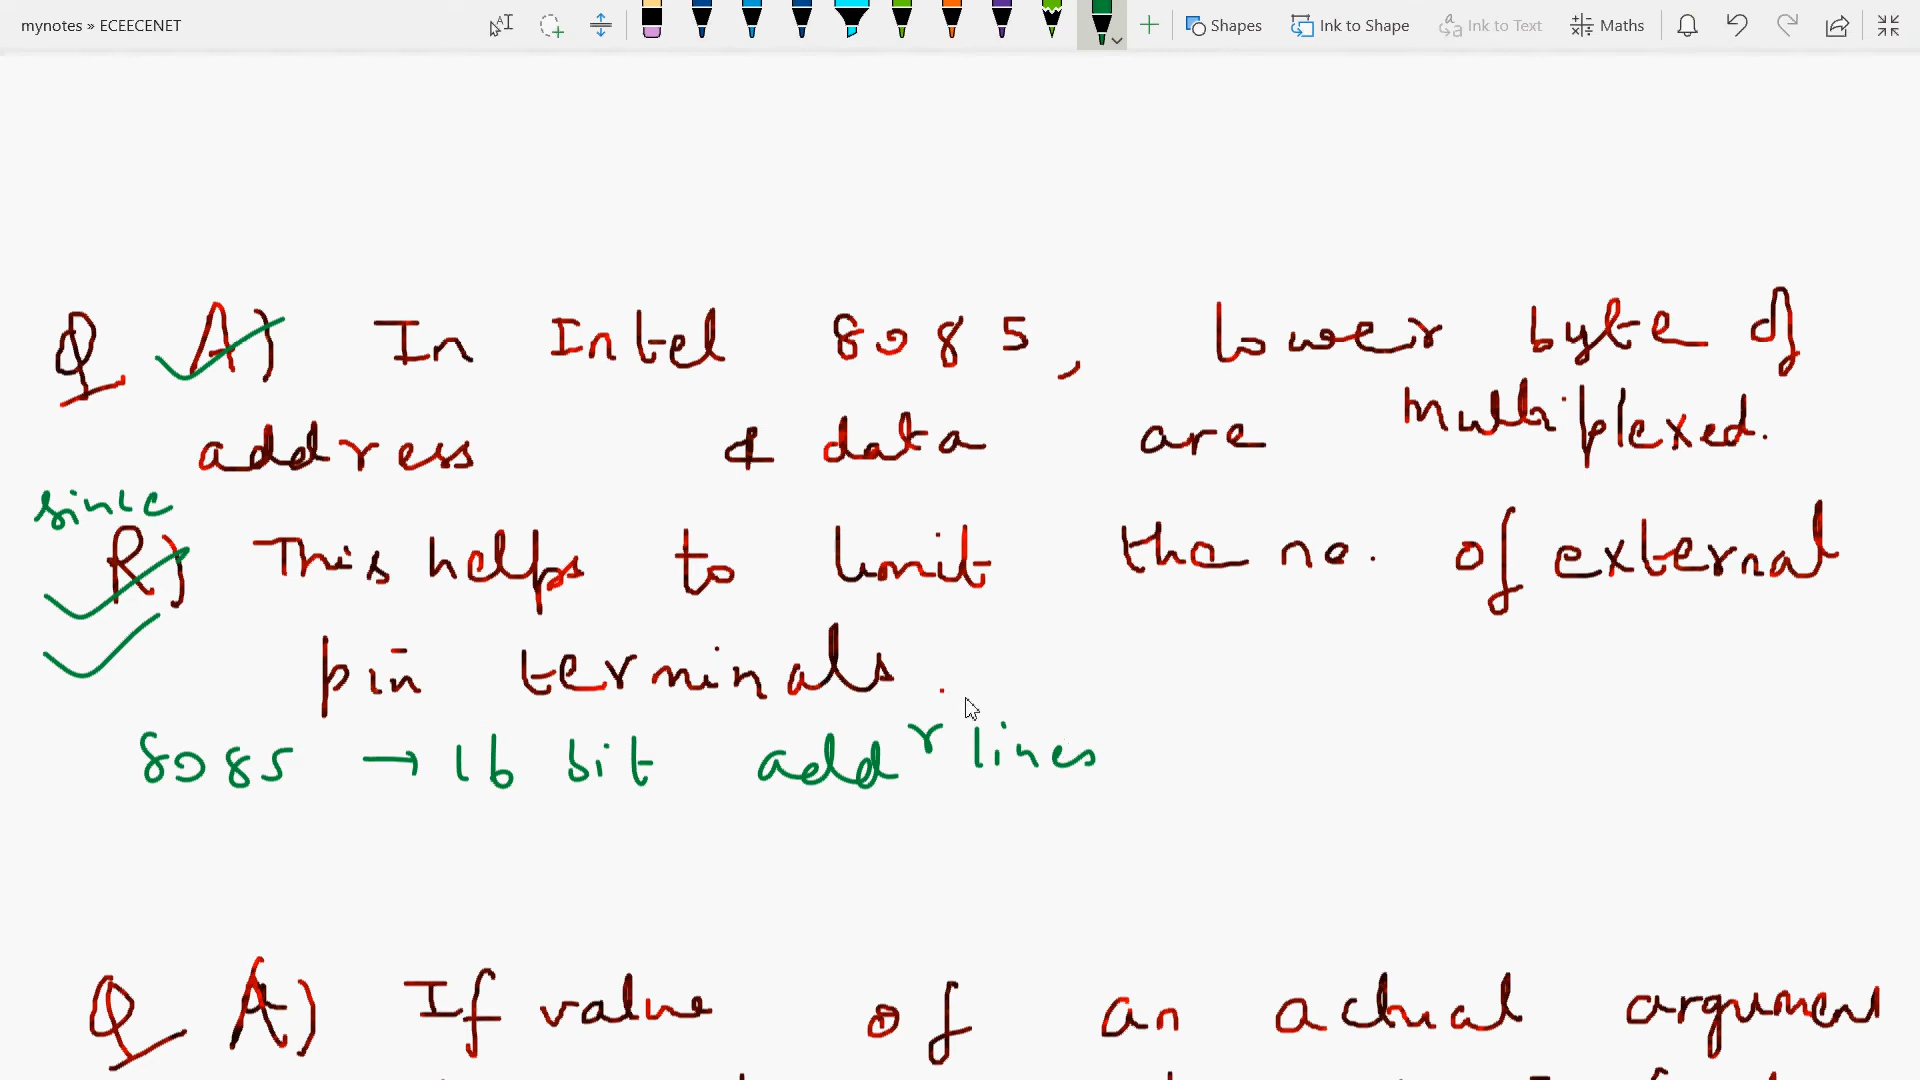 mynotes » ECEECENET
Shapes Ink to Shape Ink to Text Maths
Q A) In Intel 8085, lower byte of
address & data are multiplexed.
since
R) This helps to limit the no. of external
pin terminals.
8085 → 16 bit addr lines
Q A) If value of an actual argument